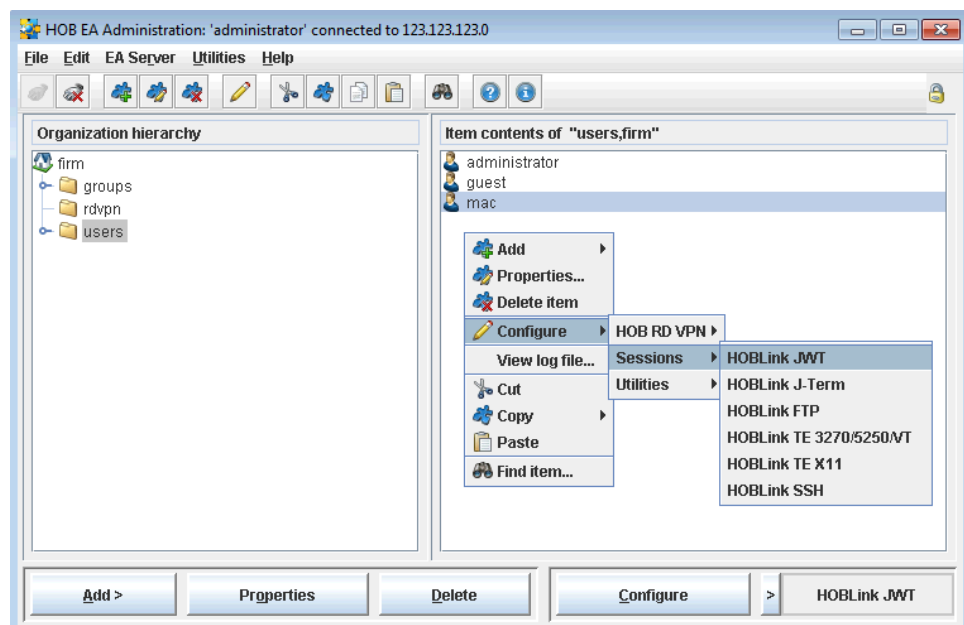 HOB EA Administration: 'administrator' connected to 123.123.123.0
File Edit EA Server Utilities Help
Organization hierarchy
firm
groups
rdvpn
users
Item contents of "users,firm"
administrator
guest
mac
Add
Properties...
Delete item
Configure
View log file...
Cut
Copy
Paste
Find item...
HOB RD VPN
Sessions
Utilities
HOBLink JWT
HOBLink J-Term
HOBLink FTP
HOBLink TE 3270/5250/VT
HOBLink TE X11
HOBLink SSH
Add > Properties Delete Configure > HOBLink JWT